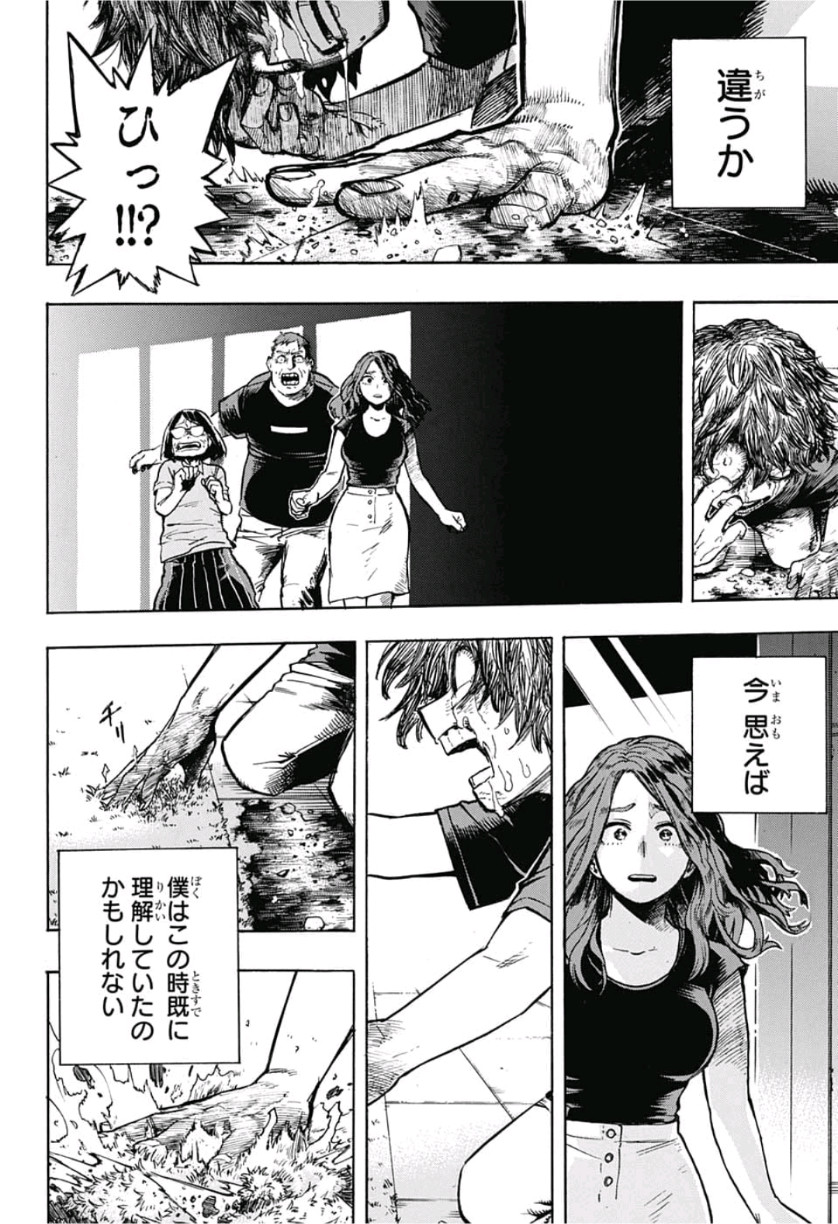 違うか
ひっ!!?
今 思えば
チリ
僕はこの時既に
理解していたの
かもしれない